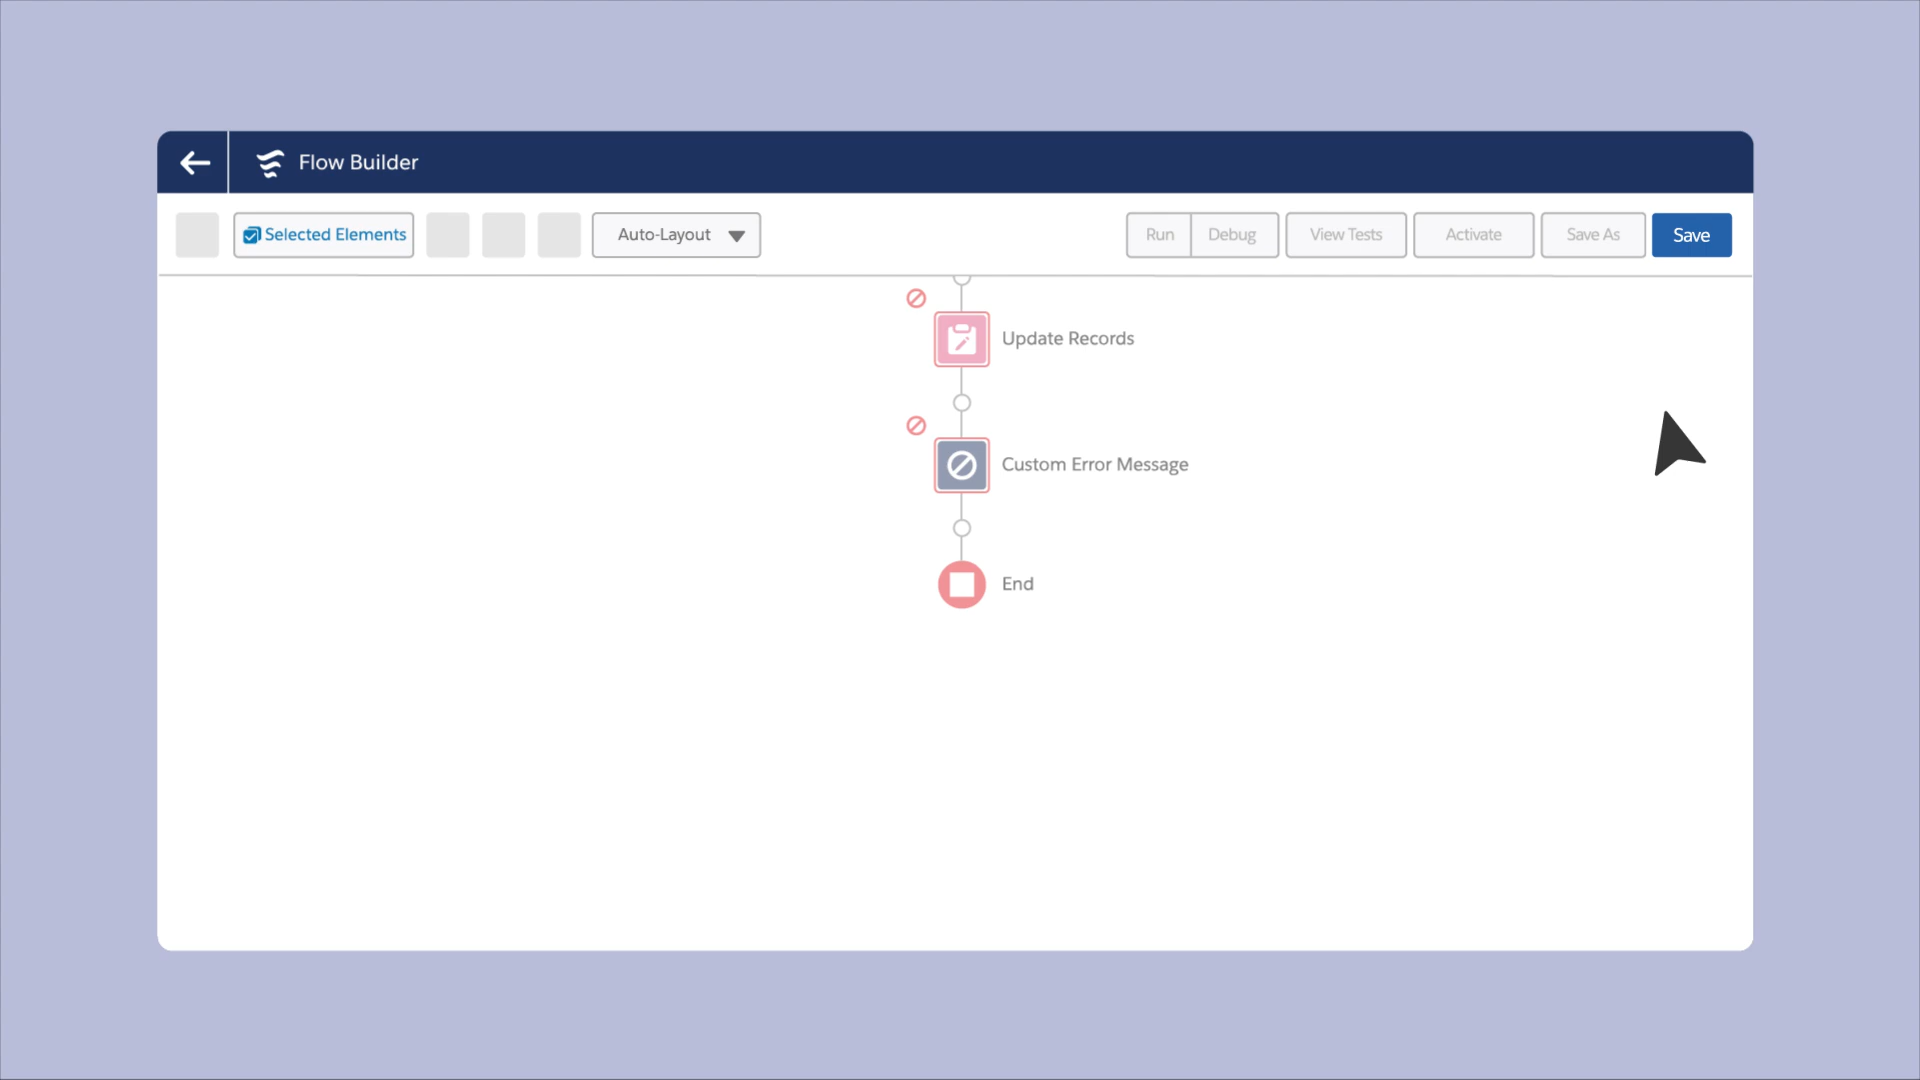 Flow Builder
Selected Elements
Auto-Layout
Run
Debug
View Tests
Activate
Save As
Save
Update Records
Custom Error Message
End